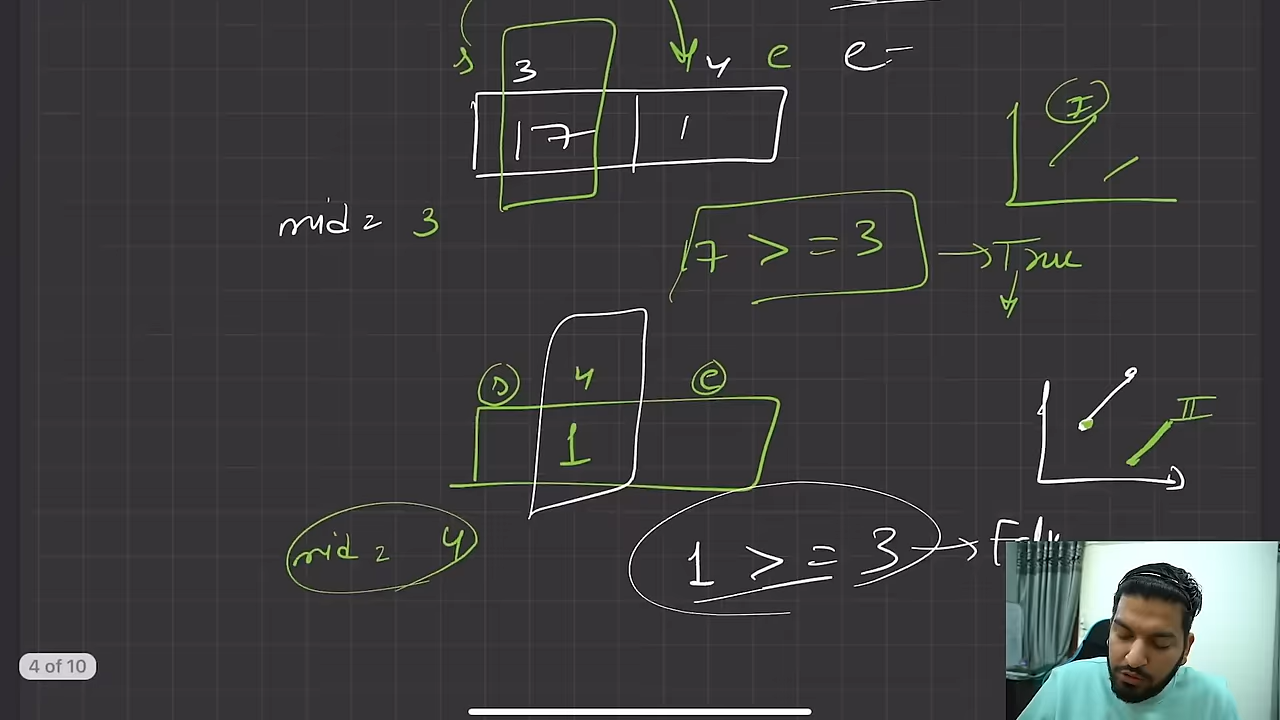 s 3 4 e e=
17 1
I
mid = 3
17 >= 3 → True
s 4 e
1
II
mid = 4
1 >= 3 →
4 of 10